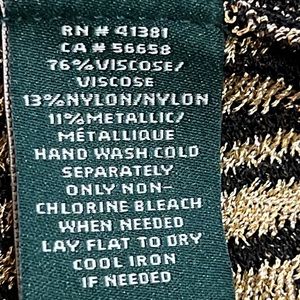 RN # 41381
CA # 56658
76%VISCOSE/
VISCOSE
13%NYLON/NYLON
11%METALLIC/
MÉTALLIQUE
HAND WASH COLD
SEPARATELY
ONLY NON-
CHLORINE BLEACH
WHEN NEEDED
LAY FLAT TO DRY
COOL IRON
IF NEEDED